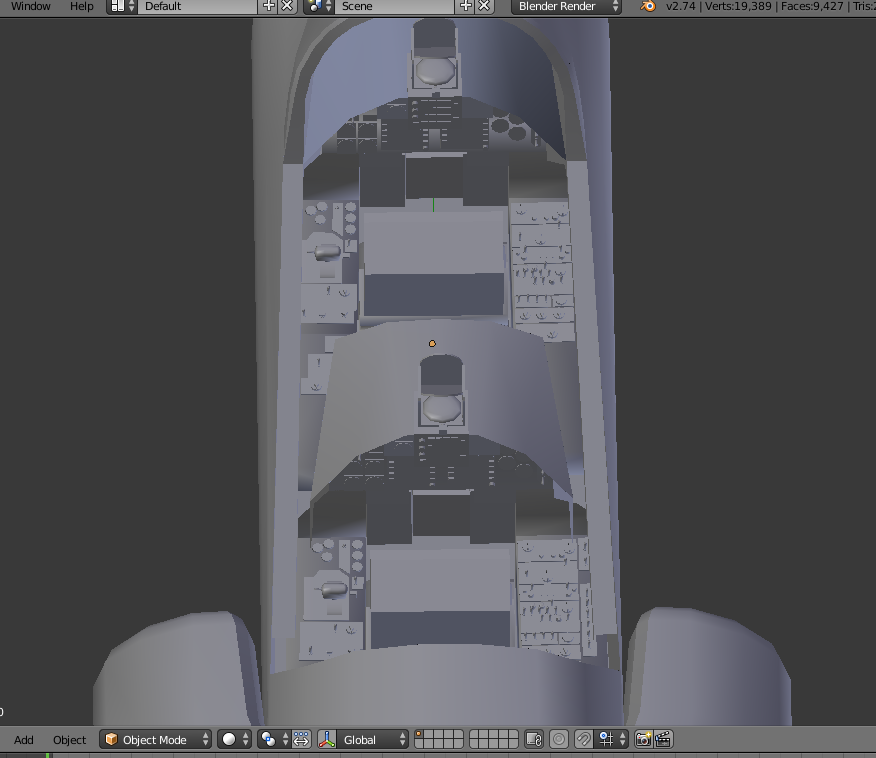 Window Help Default Scene Blender Render v2.74 | Verts:19,389 | Faces:9,427 | Tris:2
0
Add Object Object Mode Global